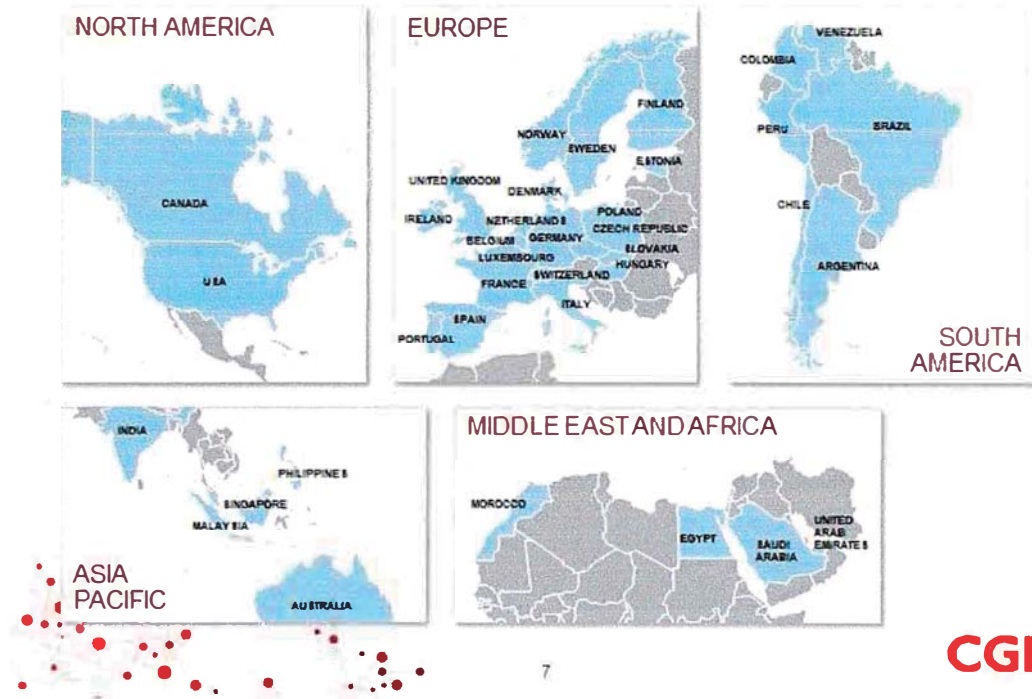 NORTH AMERICA
CANADA
USA
EUROPE
FINLAND
NORWAY
SWEDEN
ESTONIA
UNITED KINGDOM
DENMARK
IRELAND
NETHERLANDS
POLAND
CZECH REPUBLIC
BELGIUM
GERMANY
SLOVAKIA
LUXEMBOURG
HUNGARY
SWITZERLAND
FRANCE
ITALY
SPAIN
PORTUGAL
VENEZUELA
COLOMBIA
PERU
BRAZIL
CHILE
ARGENTINA
SOUTH
AMERICA
INDIA
PHILIPPINES
SINGAPORE
MALAYSIA
ASIA
PACIFIC
AUSTRALIA
MIDDLE EAST AND AFRICA
MOROCCO
EGYPT
SAUDI
ARABIA
UNITED
ARAB
EMIRATES
7
CGI